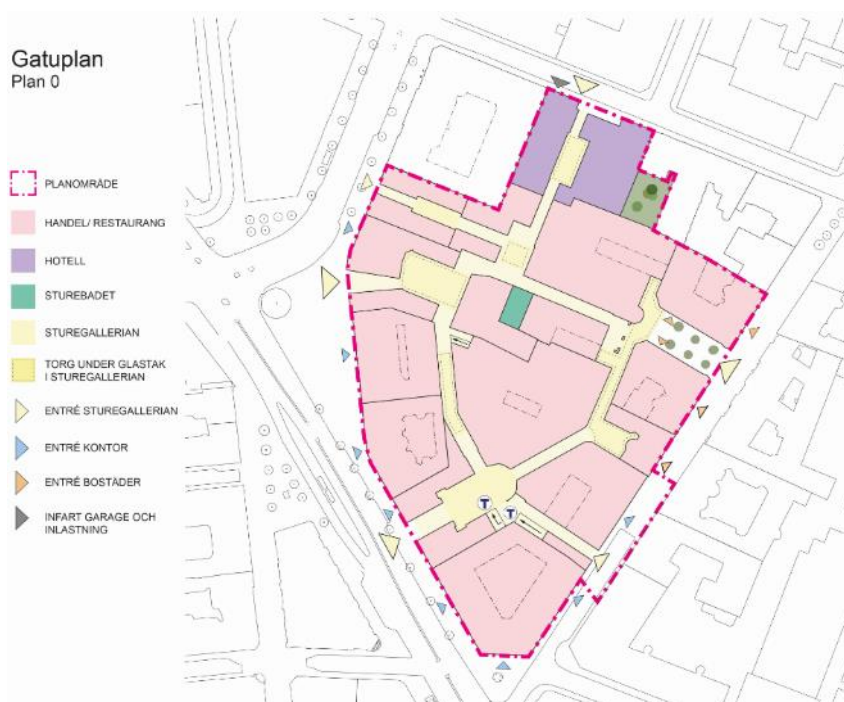 Gatuplan
Plan 0
PLANOMRÅDE
HANDEL/ RESTAURANG
HOTELL
STUREBADET
STUREGALLERIAN
TORG UNDER GLASTAK
I STUREGALLERIAN
ENTRÉ STUREGALLERIAN
ENTRÉ KONTOR
ENTRÉ BOSTÄDER
INFART GARAGE OCH
INLASTNING
T
T